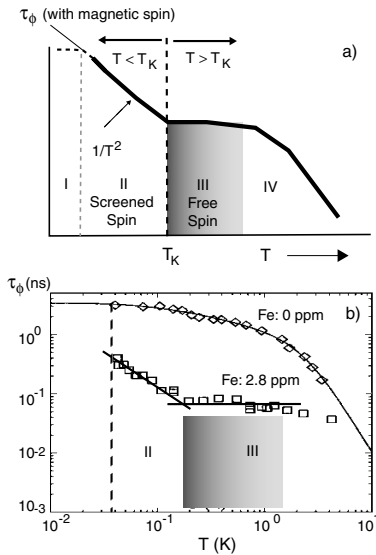 τϕ (with magnetic spin)
a)
T < TK T > TK
1/T²
I II III IV
Screened Free
Spin Spin
TK T
τϕ (ns) b)
Fe: 0 ppm
10⁰
Fe: 2.8 ppm
10-1
10-2
II III
10-3
10-2 10-1 10⁰ 10¹
T (K)